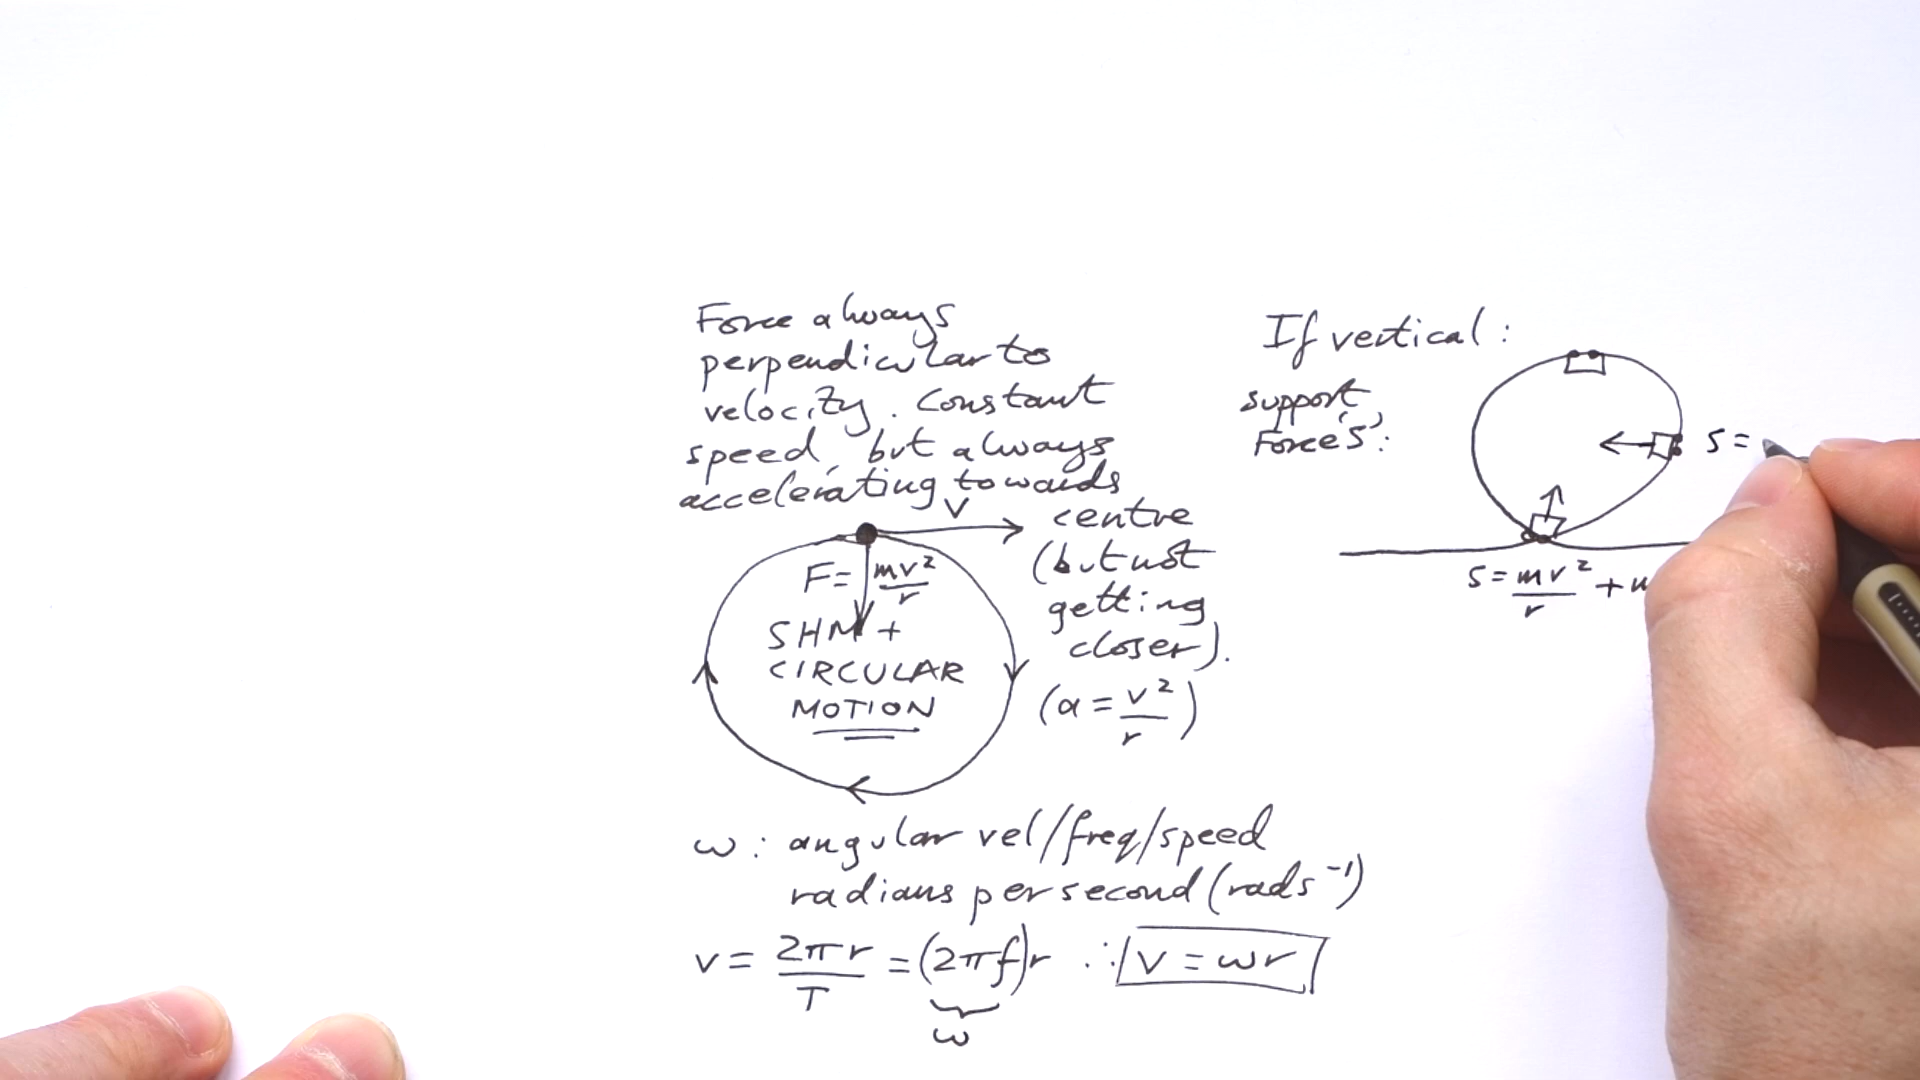 Force always
perpendicular to
velocity. Constant
speed, but always
accelerating towards
centre
(but not
getting
closer).
(a = v²/r)
v
F = mv²/r
SHM +
CIRCULAR
MOTION
ω : angular vel/freq/speed
radians per second (rads⁻¹)
v = 2πr/T = (2πf)r ∴ v = ωr
ω
If vertical :
support
Force 'S' :
S =
S = mv²/r +